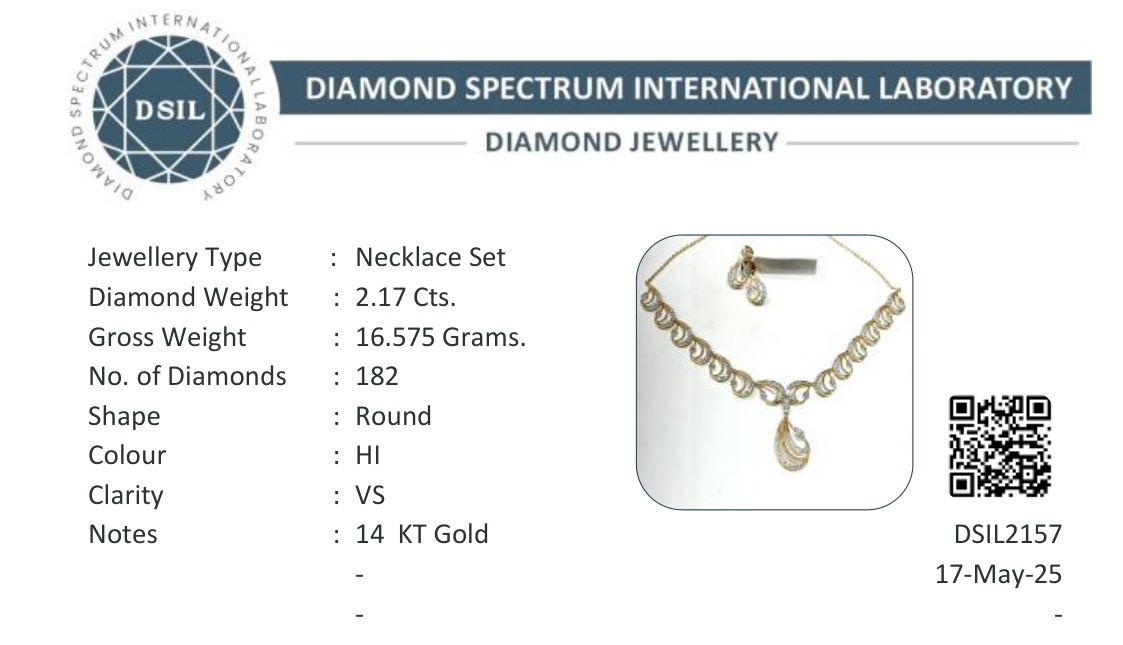 DIAMOND SPECTRUM INTERNATIONAL LABORATORY
DSIL
DIAMOND SPECTRUM INTERNATIONAL LABORATORY
DIAMOND JEWELLERY
Jewellery Type : Necklace Set
Diamond Weight : 2.17 Cts.
Gross Weight : 16.575 Grams.
No. of Diamonds : 182
Shape : Round
Colour : HI
Clarity : VS
Notes : 14 KT Gold
-
-
DSIL2157
17-May-25
-